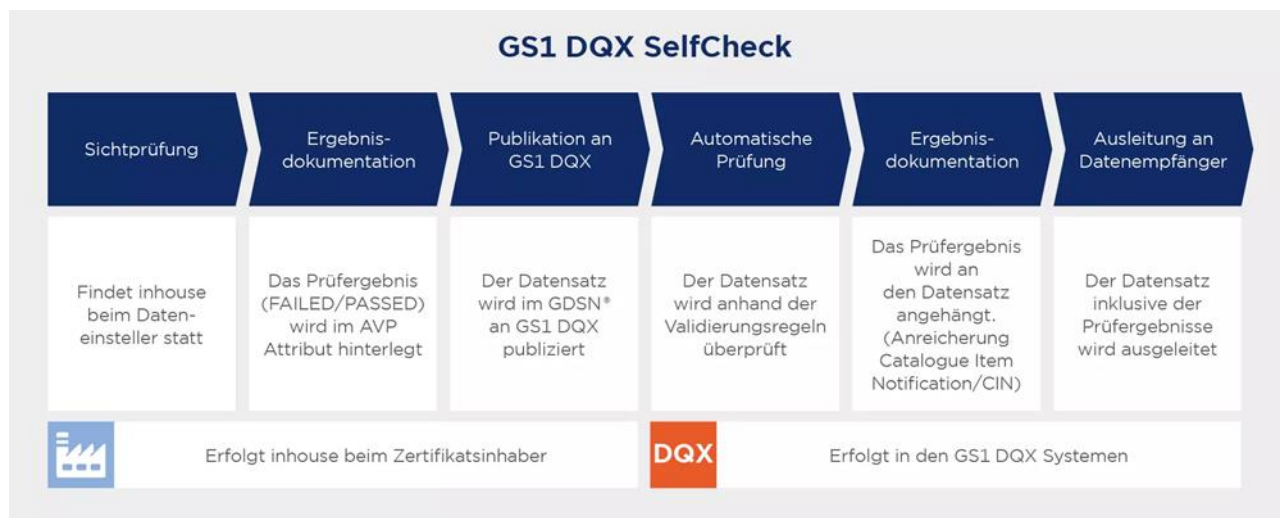 GS1 DQX SelfCheck
Sichtprüfung
Ergebnis-
dokumentation
Publikation an
GS1 DQX
Automatische
Prüfung
Ergebnis-
dokumentation
Ausleitung an
Datenempfänger
Findet inhouse
beim Daten-
einsteller statt
Das Prüfergebnis
(FAILED/PASSED)
wird im AVP
Attribut hinterlegt
Der Datensatz
wird im GDSN®
an GS1 DQX
publiziert
Der Datensatz
wird anhand der
Validierungsregeln
überprüft
Das Prüfergebnis
wird an
den Datensatz
angehängt.
(Anreicherung
Catalogue Item
Notification/CIN)
Der Datensatz
inklusive der
Prüfergebnisse
wird ausgeleitet
Erfolgt inhouse beim Zertifikatsinhaber
DQX
Erfolgt in den GS1 DQX Systemen